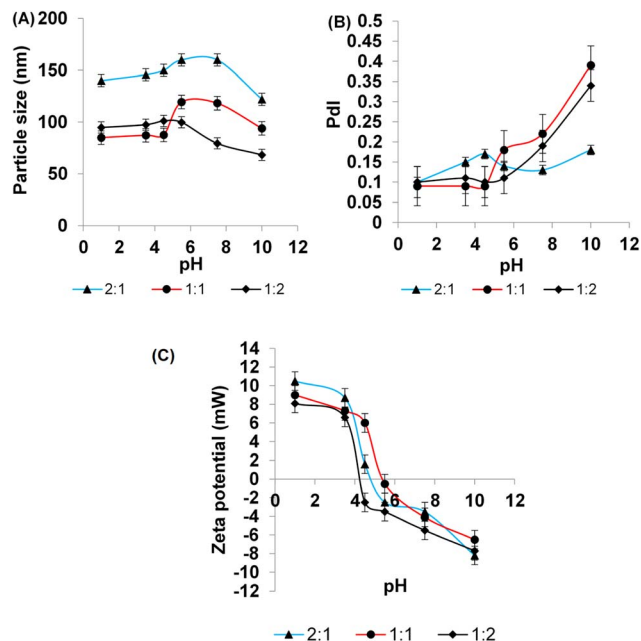 (A)
Particle size (nm)
200
150
100
50
0
0 2 4 6 8 10 12
pH
2:1 1:1 1:2
(B)
PdI
0.5
0.45
0.4
0.35
0.3
0.25
0.2
0.15
0.1
0.05
0
0 2 4 6 8 10 12
pH
2:1 1:1 1:2
(C)
Zeta potential (mW)
14
12
10
8
6
4
2
0
-2
-4
-6
-8
-10
-12
0 2 4 6 8 10 12
pH
2:1 1:1 1:2